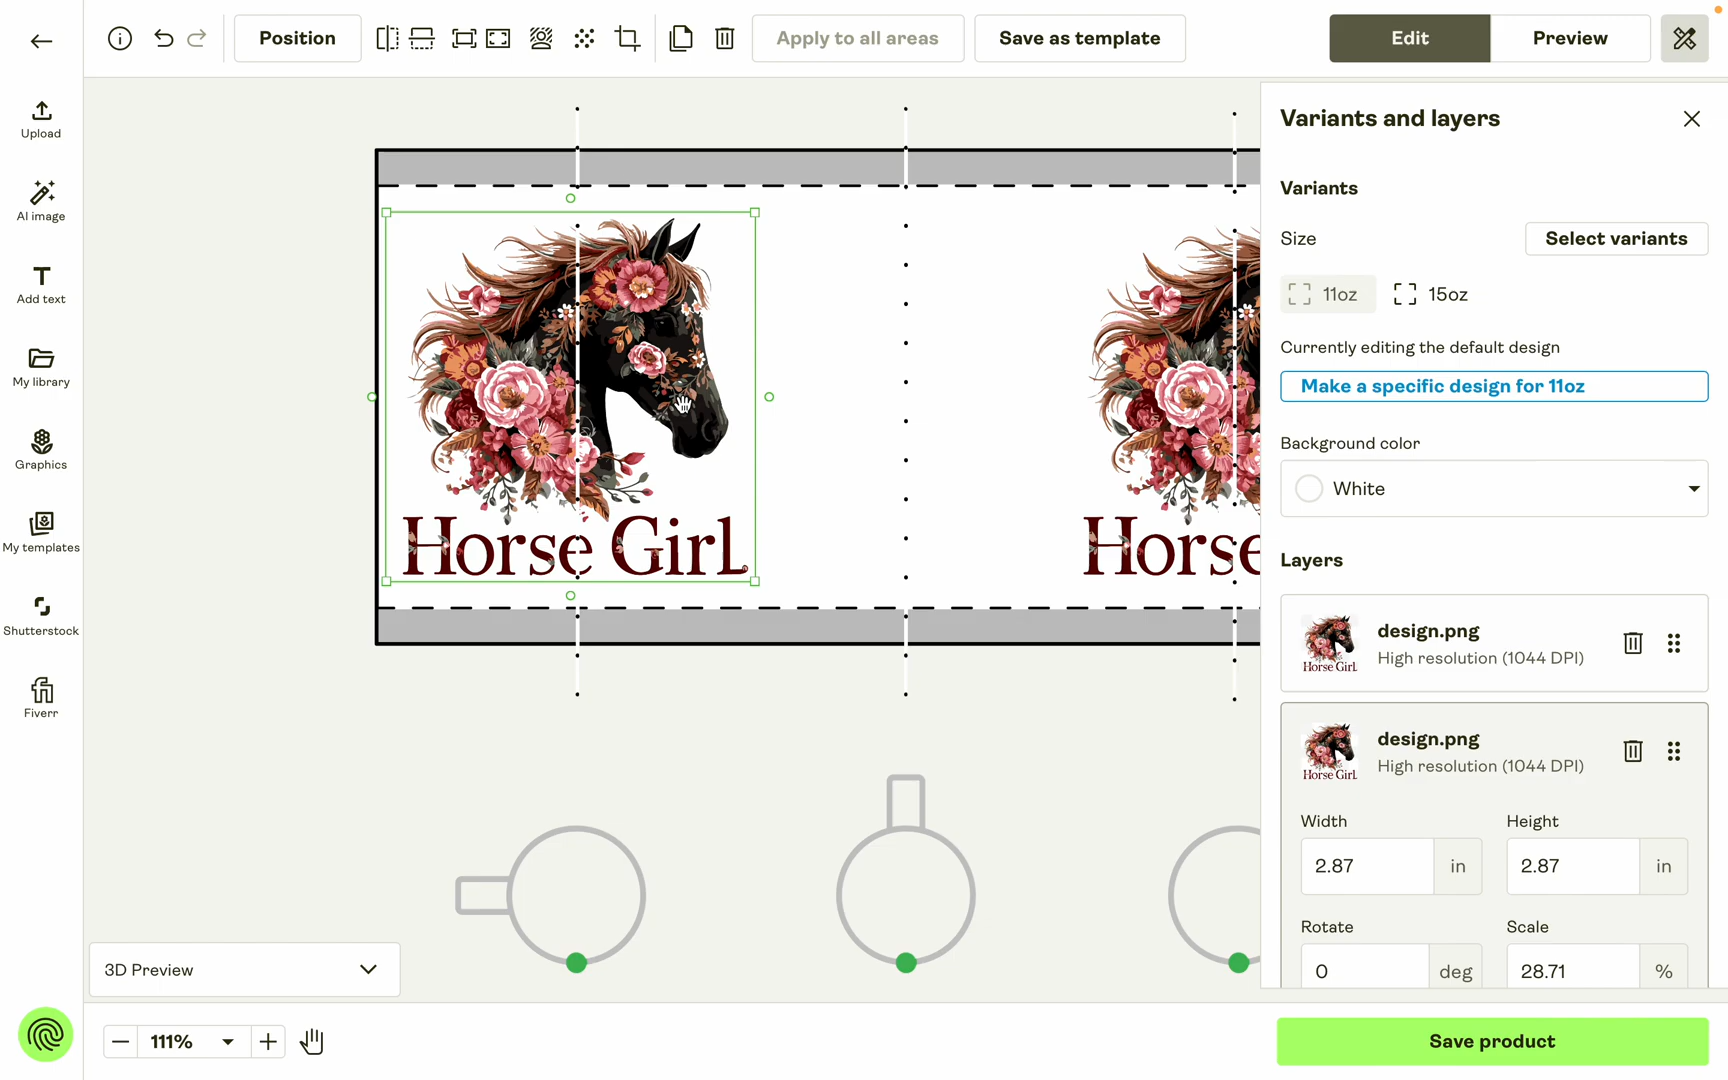 Position
Apply to all areas
Save as template
Edit
Preview
Upload
AI image
Add text
My library
Graphics
My templates
Shutterstock
Fiverr
Horse Girl
Horse
Variants and layers
Variants
Size
Select variants
11oz
15oz
Currently editing the default design
Make a specific design for 11oz
Background color
White
Layers
Horse Girl
design.png
High resolution (1044 DPI)
Horse Girl
design.png
High resolution (1044 DPI)
Width
Height
2.87 in
2.87 in
Rotate
Scale
0 deg
28.71 %
3D Preview
111%
Save product